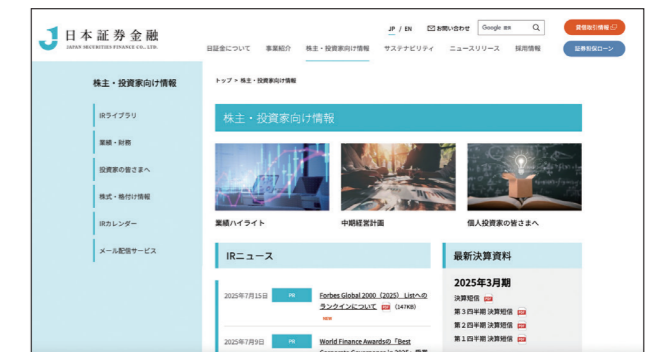 日本証券金融
JAPAN SECURITIES FINANCE CO., LTD.
JP / EN お問い合わせ Google
貸借取引情報
日証金について 事業紹介 株主・投資家向け情報 サステナビリティ ニュースリリース 採用情報
証券担保ローン
株主・投資家向け情報
IRライブラリ
業績・財務
投資家の皆さまへ
株式・格付け情報
IRカレンダー
メール配信サービス
トップ > 株主・投資家向け情報
株主・投資家向け情報
業績ハイライト
中期経営計画
個人投資家の皆さまへ
IRニュース
2025年7月15日 PR Forbes Global 2000（2025） Listへの
ランクインについて PDF (147KB)
NEW
2025年7月9日 PR World Finance Awardsの「Best
最新決算資料
2025年3月期
決算短信 PDF
第3四半期 決算短信 PDF
第2四半期 決算短信 PDF
第1四半期 決算短信 PDF